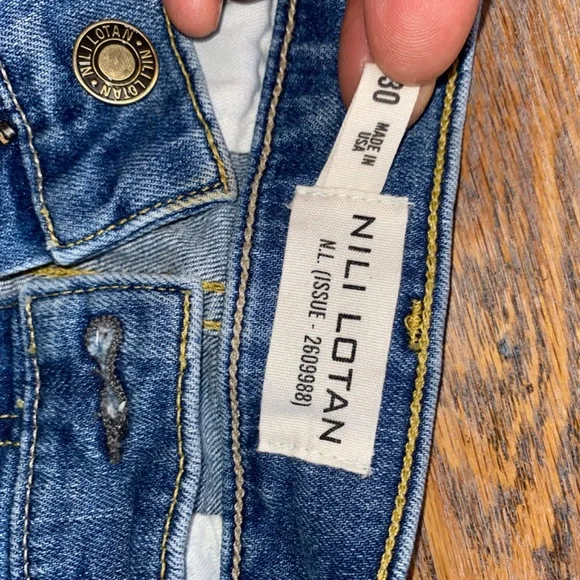 NILI LOTAN • NILI LOTAN •
30
MADE IN
USA
NILI LOTAN
N.L. (ISSUE - 2609988)